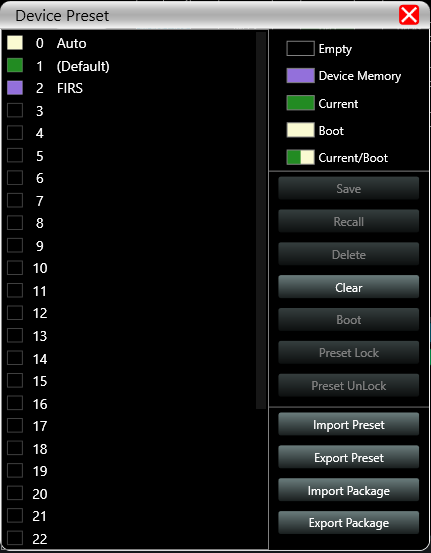 Device Preset
0 Auto
1 (Default)
2 FIRS
3
4
5
6
7
8
9
10
11
12
13
14
15
16
17
18
19
20
21
22
Empty
Device Memory
Current
Boot
Current/Boot
Save
Recall
Delete
Clear
Boot
Preset Lock
Preset UnLock
Import Preset
Export Preset
Import Package
Export Package